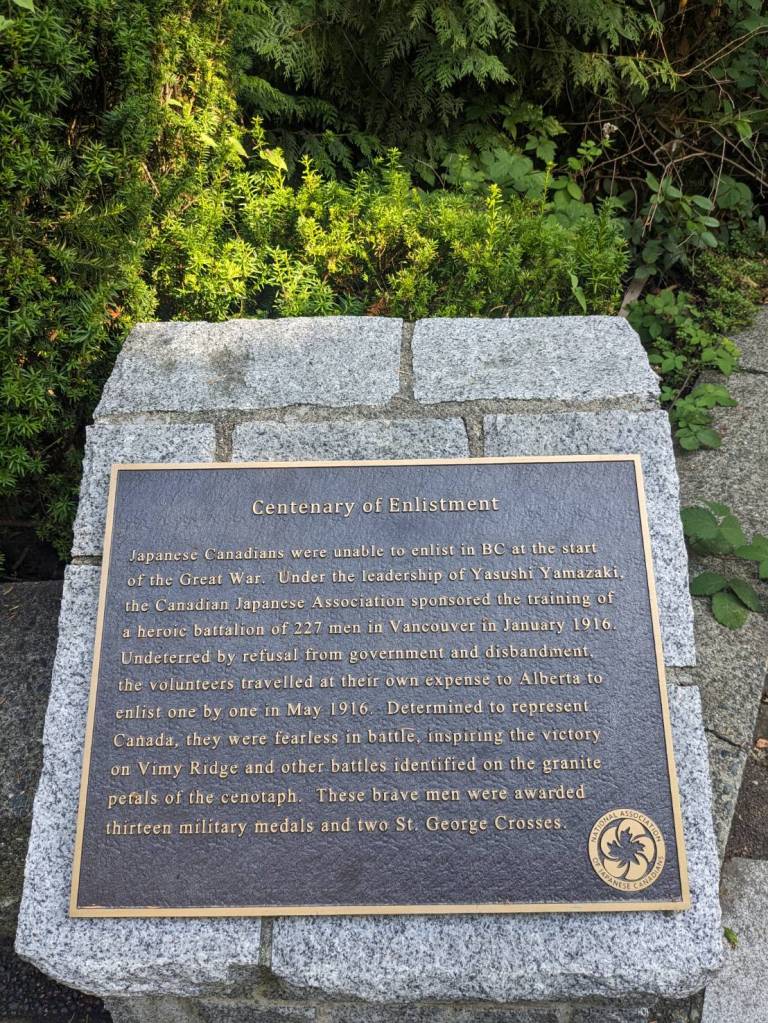 Centenary of Enlistment
Japanese Canadians were unable to enlist in BC at the start
of the Great War. Under the leadership of Yasushi Yamazaki,
the Canadian Japanese Association sponsored the training of
a heroic battalion of 227 men in Vancouver in January 1916.
Undeterred by refusal from government and disbandment,
the volunteers travelled at their own expense to Alberta to
enlist one by one in May 1916. Determined to represent
Canada, they were fearless in battle, inspiring the victory
on Vimy Ridge and other battles identified on the granite
petals of the cenotaph. These brave men were awarded
thirteen military medals and two St. George Crosses.
NATIONAL ASSOCIATION
OF JAPANESE CANADIANS